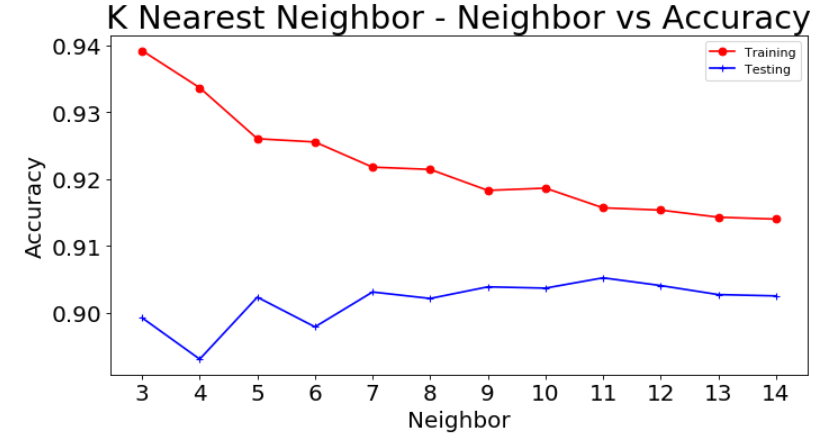 K Nearest Neighbor - Neighbor vs Accuracy
Training
Testing
Accuracy
0.94
0.93
0.92
0.91
0.90
3 4 5 6 7 8 9 10 11 12 13 14
Neighbor